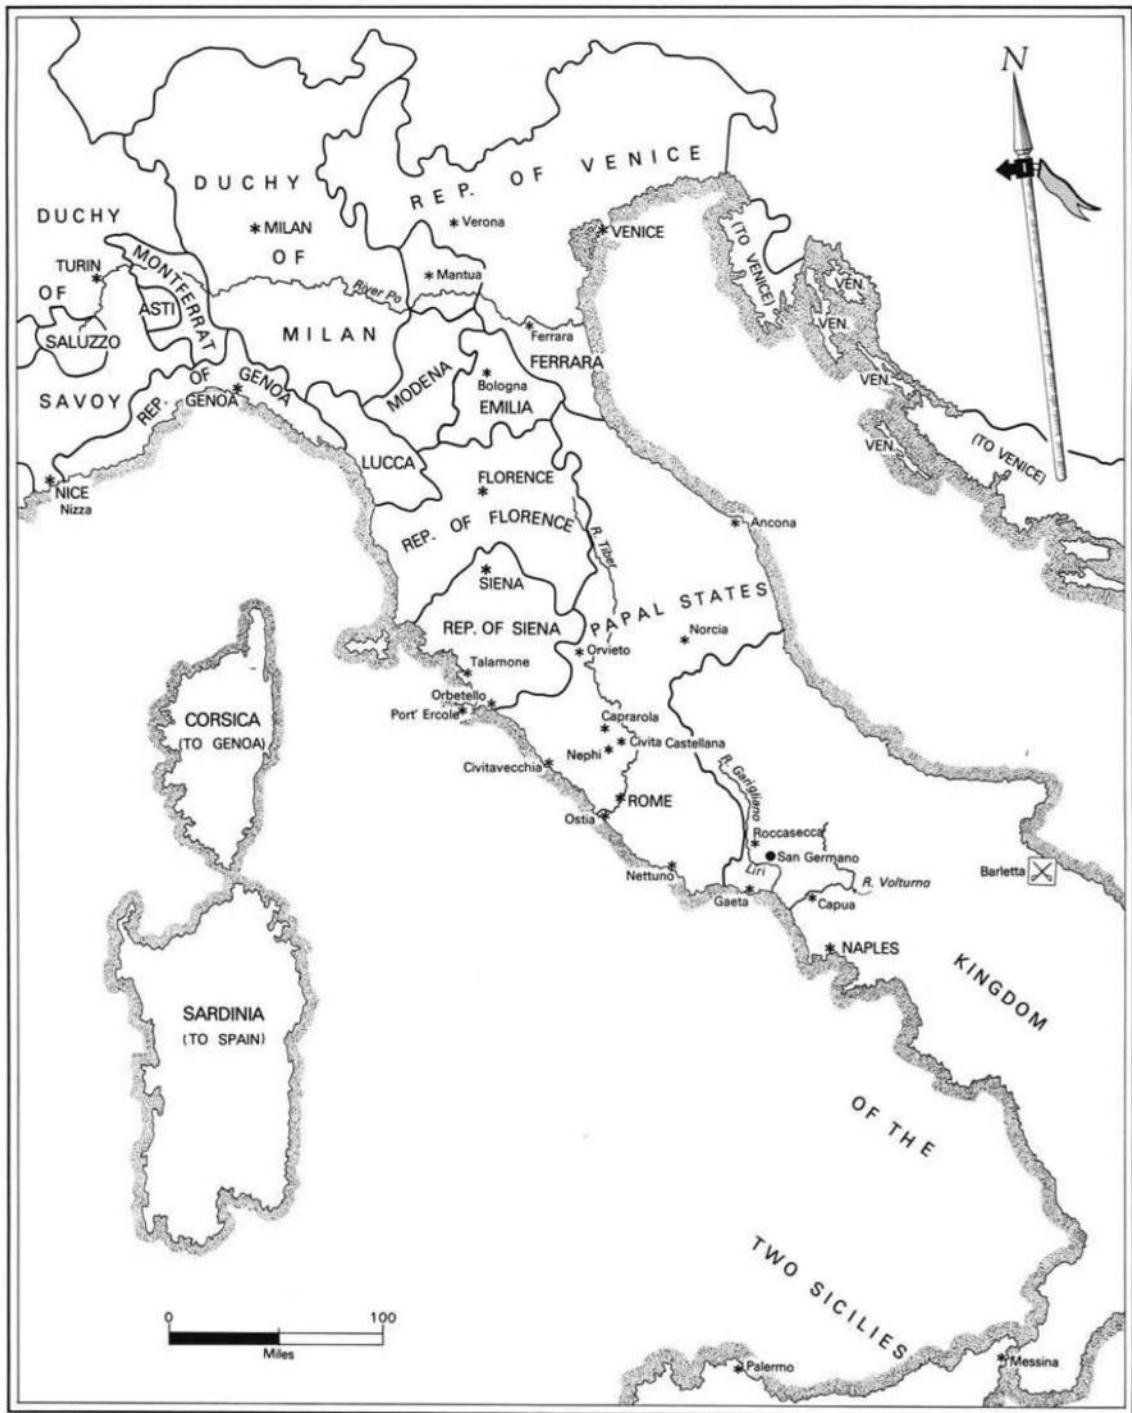 N
DUCHY
OF
MILAN
MILAN
REP. OF VENICE
Verona
VENICE
(TO VENICE)
VEN.
VEN.
VEN.
VEN.
(TO VENICE)
DUCHY
OF
SAVOY
TURIN
MONTFERRAT
ASTI
SALUZZO
Mantua
River Po
Ferrara
FERRARA
MODENA
Bologna
EMILIA
REP. OF GENOA
GENOA
LUCCA
NICE
Nizza
FLORENCE
REP. OF FLORENCE
R. Tiber
Ancona
SIENA
REP. OF SIENA
PAPAL STATES
Norcia
Orvieto
Talamone
Orbetello
Port' Ercole
Caprarola
Civita Castellana
Nephi
Civitavecchia
CORSICA
(TO GENOA)
ROME
Ostia
R. Garigliano
Roccasecca
San Germano
Liri
Nettuno
Gaeta
R. Volturno
Capua
Barletta
NAPLES
KINGDOM
OF THE
TWO SICILIES
SARDINIA
(TO SPAIN)
0
100
Miles
Palermo
Messina